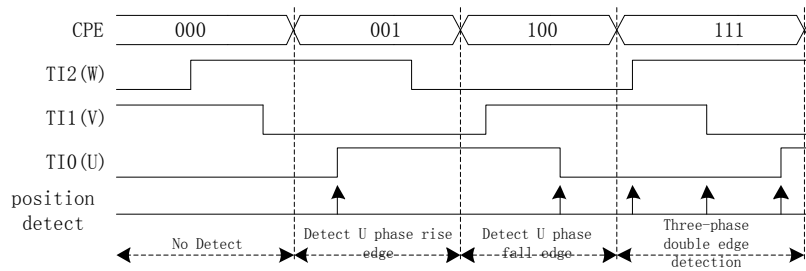 CPE 000 001 100 111
TI2(W)
TI1(V)
TI0(U)
position
detect
No Detect
Detect U phase rise
edge
Detect U phase
fall edge
Three-phase
double edge
detection